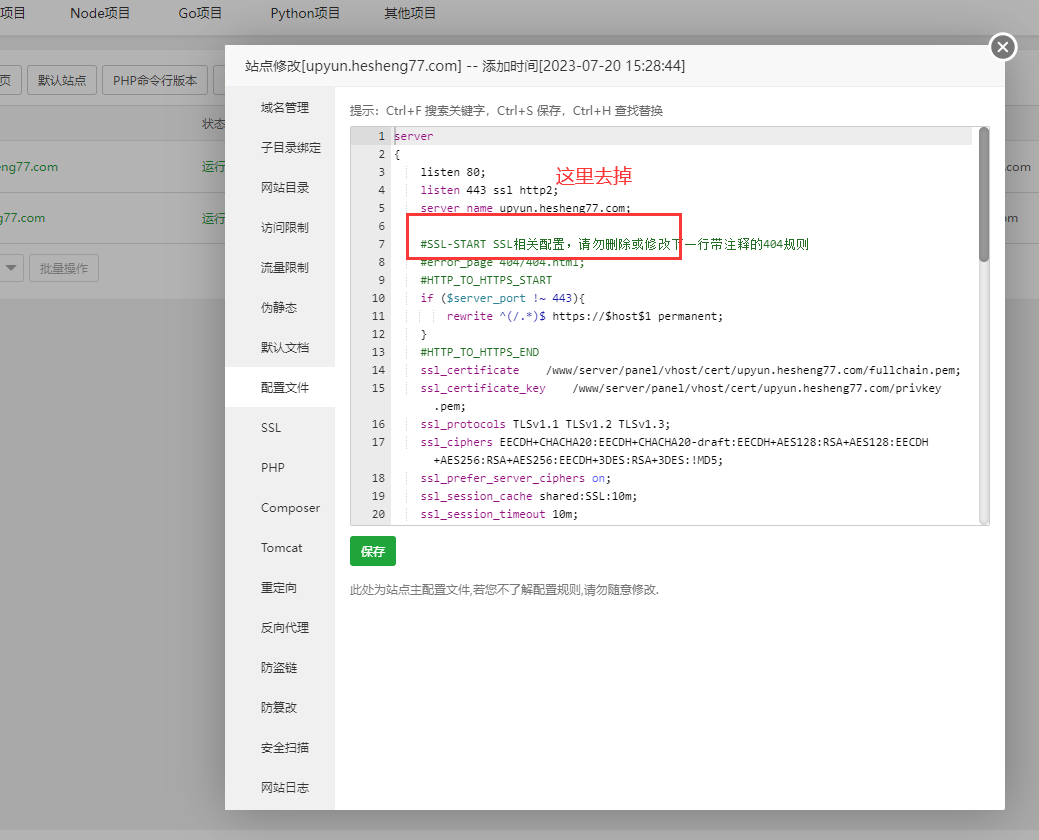 项目 Node项目 Go项目 Python项目 其他项目
站点修改[upyun.hesheng77.com] -- 添加时间[2023-07-20 15:28:44]
页 默认站点 PHP命令行版本
状态
ng77.com 运行 .com
g77.com 运行 om
批量操作
域名管理
子目录绑定
网站目录
访问限制
流量限制
伪静态
默认文档
配置文件
SSL
PHP
Composer
Tomcat
重定向
反向代理
防盗链
防篡改
安全扫描
网站日志
提示：Ctrl+F 搜索关键字，Ctrl+S 保存，Ctrl+H 查找替换
1 server
2 {
3 listen 80;
这里去掉
4 listen 443 ssl http2;
5 server_name upyun.hesheng77.com;
6
7 #SSL-START SSL相关配置，请勿删除或修改下一行带注释的404规则
8 #error_page 404/404.html;
9 #HTTP_TO_HTTPS_START
10 if ($server_port !~ 443){
11 rewrite ^(/.*)$ https://$host$1 permanent;
12 }
13 #HTTP_TO_HTTPS_END
14 ssl_certificate /www/server/panel/vhost/cert/upyun.hesheng77.com/fullchain.pem;
15 ssl_certificate_key /www/server/panel/vhost/cert/upyun.hesheng77.com/privkey
.pem;
16 ssl_protocols TLSv1.1 TLSv1.2 TLSv1.3;
17 ssl_ciphers EECDH+CHACHA20:EECDH+CHACHA20-draft:EECDH+AES128:RSA+AES128:EECDH
+AES256:RSA+AES256:EECDH+3DES:RSA+3DES:!MD5;
18 ssl_prefer_server_ciphers on;
19 ssl_session_cache shared:SSL:10m;
20 ssl_session_timeout 10m;
保存
此处为站点主配置文件,若您不了解配置规则,请勿随意修改.